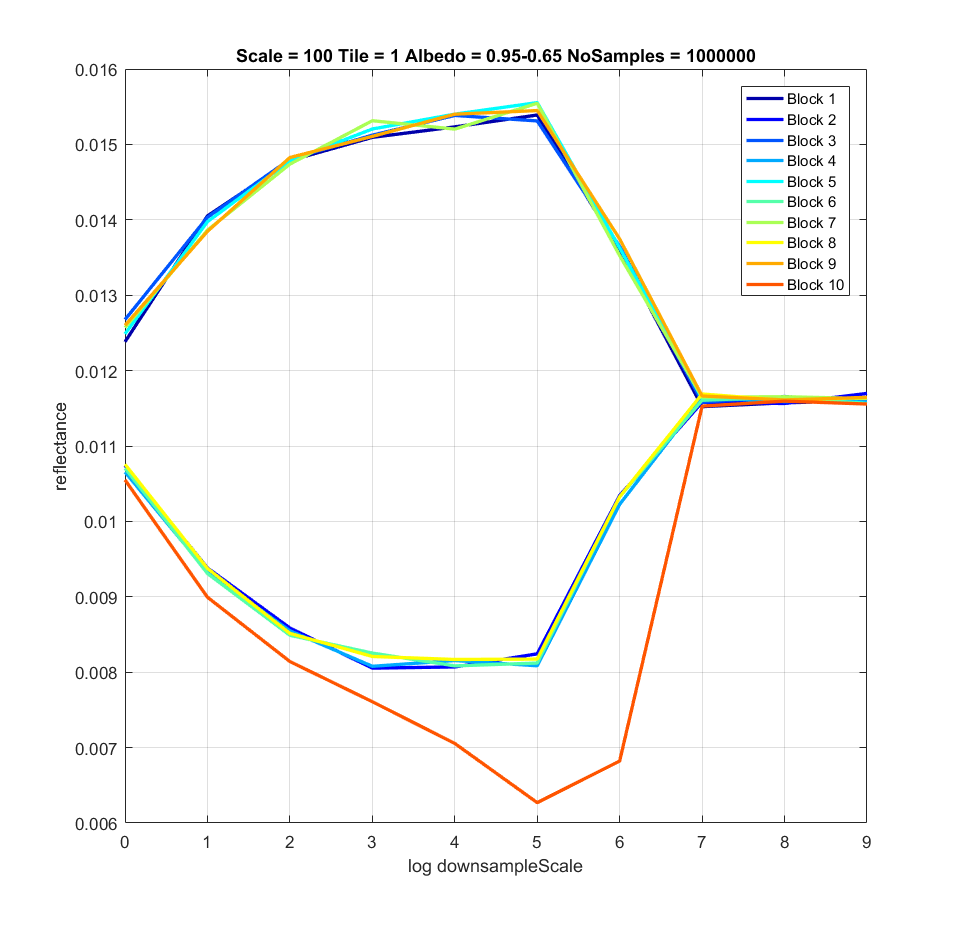 Scale = 100 Tile = 1 Albedo = 0.95-0.65 NoSamples = 1000000
0.016
0.015
0.014
0.013
0.012
0.011
0.01
0.009
0.008
0.007
0.006
reflectance
Block 1
Block 2
Block 3
Block 4
Block 5
Block 6
Block 7
Block 8
Block 9
Block 10
0 1 2 3 4 5 6 7 8 9
log downsampleScale